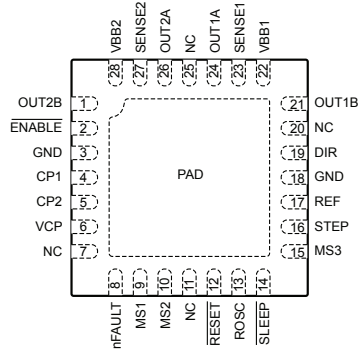 VBB2
SENSE2
OUT2A
NC
OUT1A
SENSE1
VBB1
28
27
26
25
24
23
22
OUT2B 1
ENABLE 2
GND 3
CP1 4
CP2 5
VCP 6
NC 7
PAD
21 OUT1B
20 NC
19 DIR
18 GND
17 REF
16 STEP
15 MS3
8
9
10
11
12
13
14
nFAULT
MS1
MS2
NC
RESET
ROSC
SLEEP